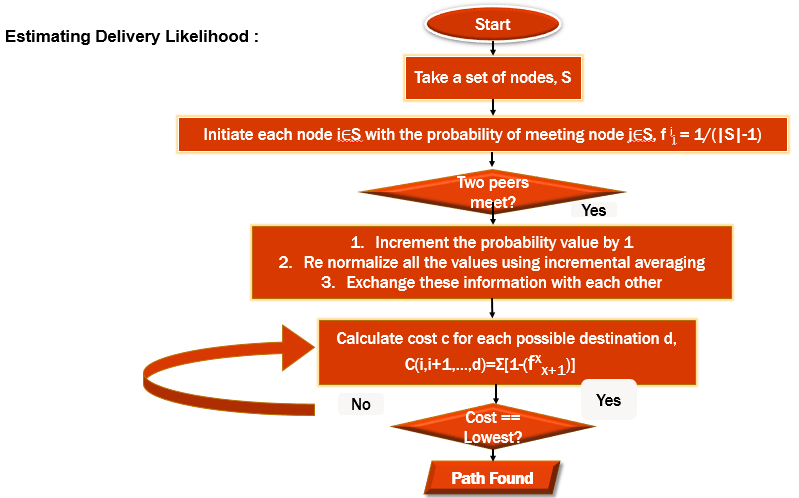 Estimating Delivery Likelihood :
Start
Take a set of nodes, S
Initiate each node i∈S with the probability of meeting node j∈S, f ʲᵢ = 1/(|S|-1)
Two peers
meet?
Yes
1. Increment the probability value by 1
2. Re normalize all the values using incremental averaging
3. Exchange these information with each other
Calculate cost c for each possible destination d,
C(i,i+1,...,d)=Σ[1-(fˣₓ₊₁)]
No
Yes
Cost ==
Lowest?
Path Found